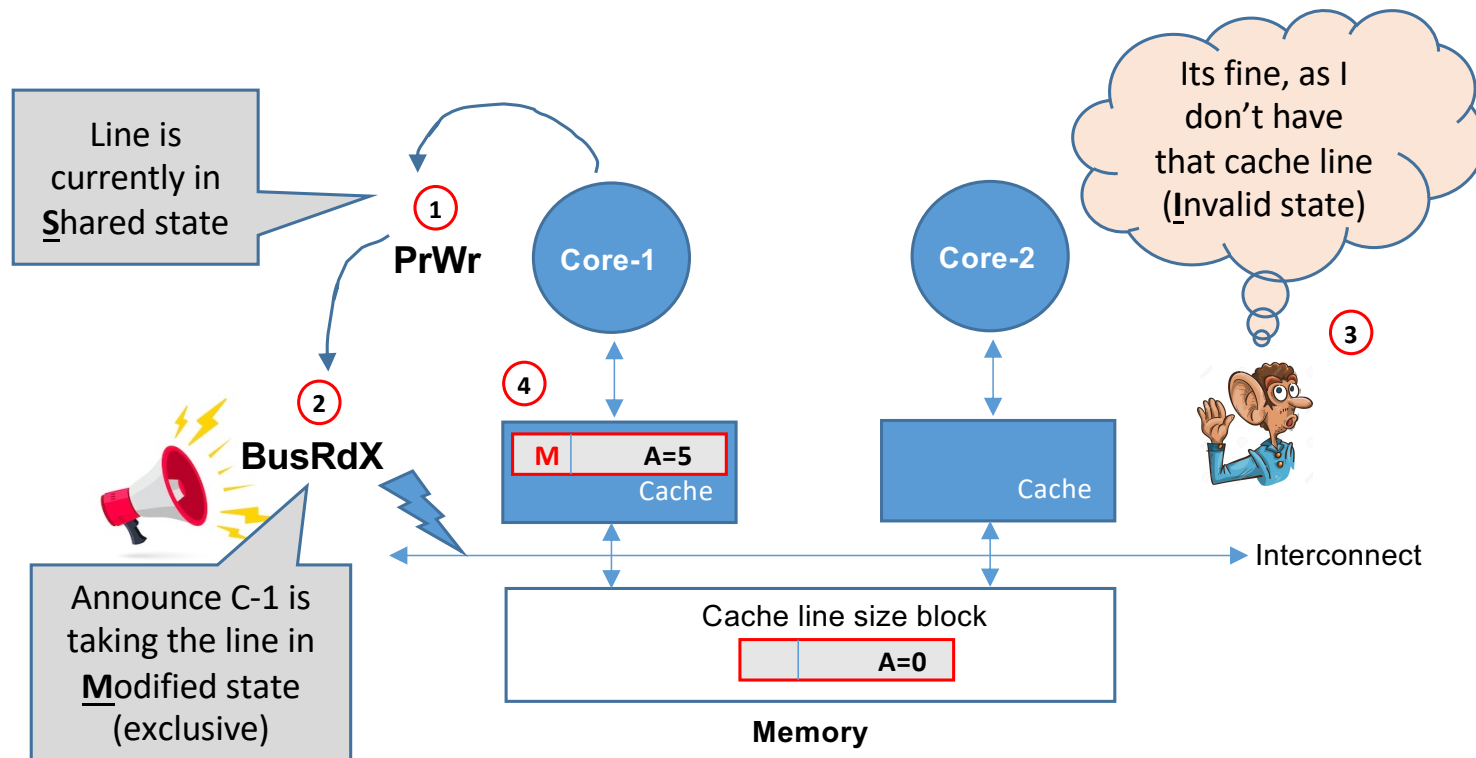 Line is
currently in
Shared state
1
PrWr
Core-1
Core-2
Its fine, as I
don’t have
that cache line
(Invalid state)
3
2
BusRdX
4
M A=5
Cache
Cache
Interconnect
Announce C-1 is
taking the line in
Modified state
(exclusive)
Cache line size block
A=0
Memory